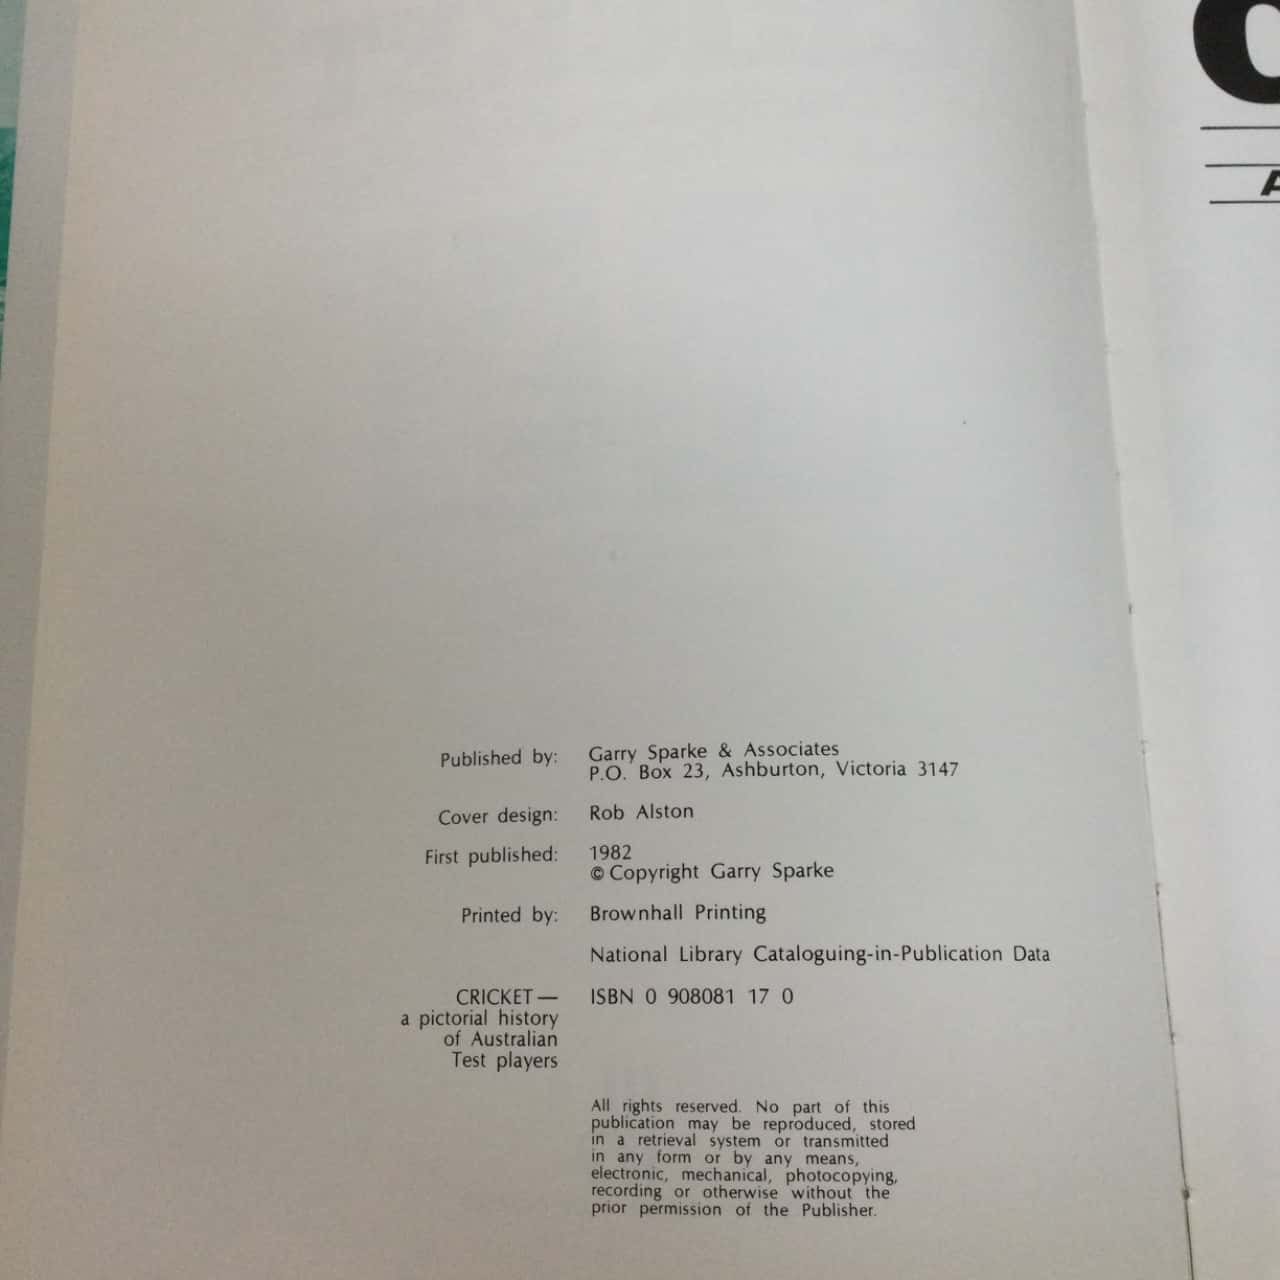 Published by: Garry Sparke & Associates
P.O. Box 23, Ashburton, Victoria 3147
Cover design: Rob Alston
First published: 1982
© Copyright Garry Sparke
Printed by: Brownhall Printing
National Library Cataloguing-in-Publication Data
CRICKET — ISBN 0 908081 17 0
a pictorial history
of Australian
Test players
All rights reserved. No part of this
publication may be reproduced, stored
in a retrieval system or transmitted
in any form or by any means,
electronic, mechanical, photocopying,
recording or otherwise without the
prior permission of the Publisher.